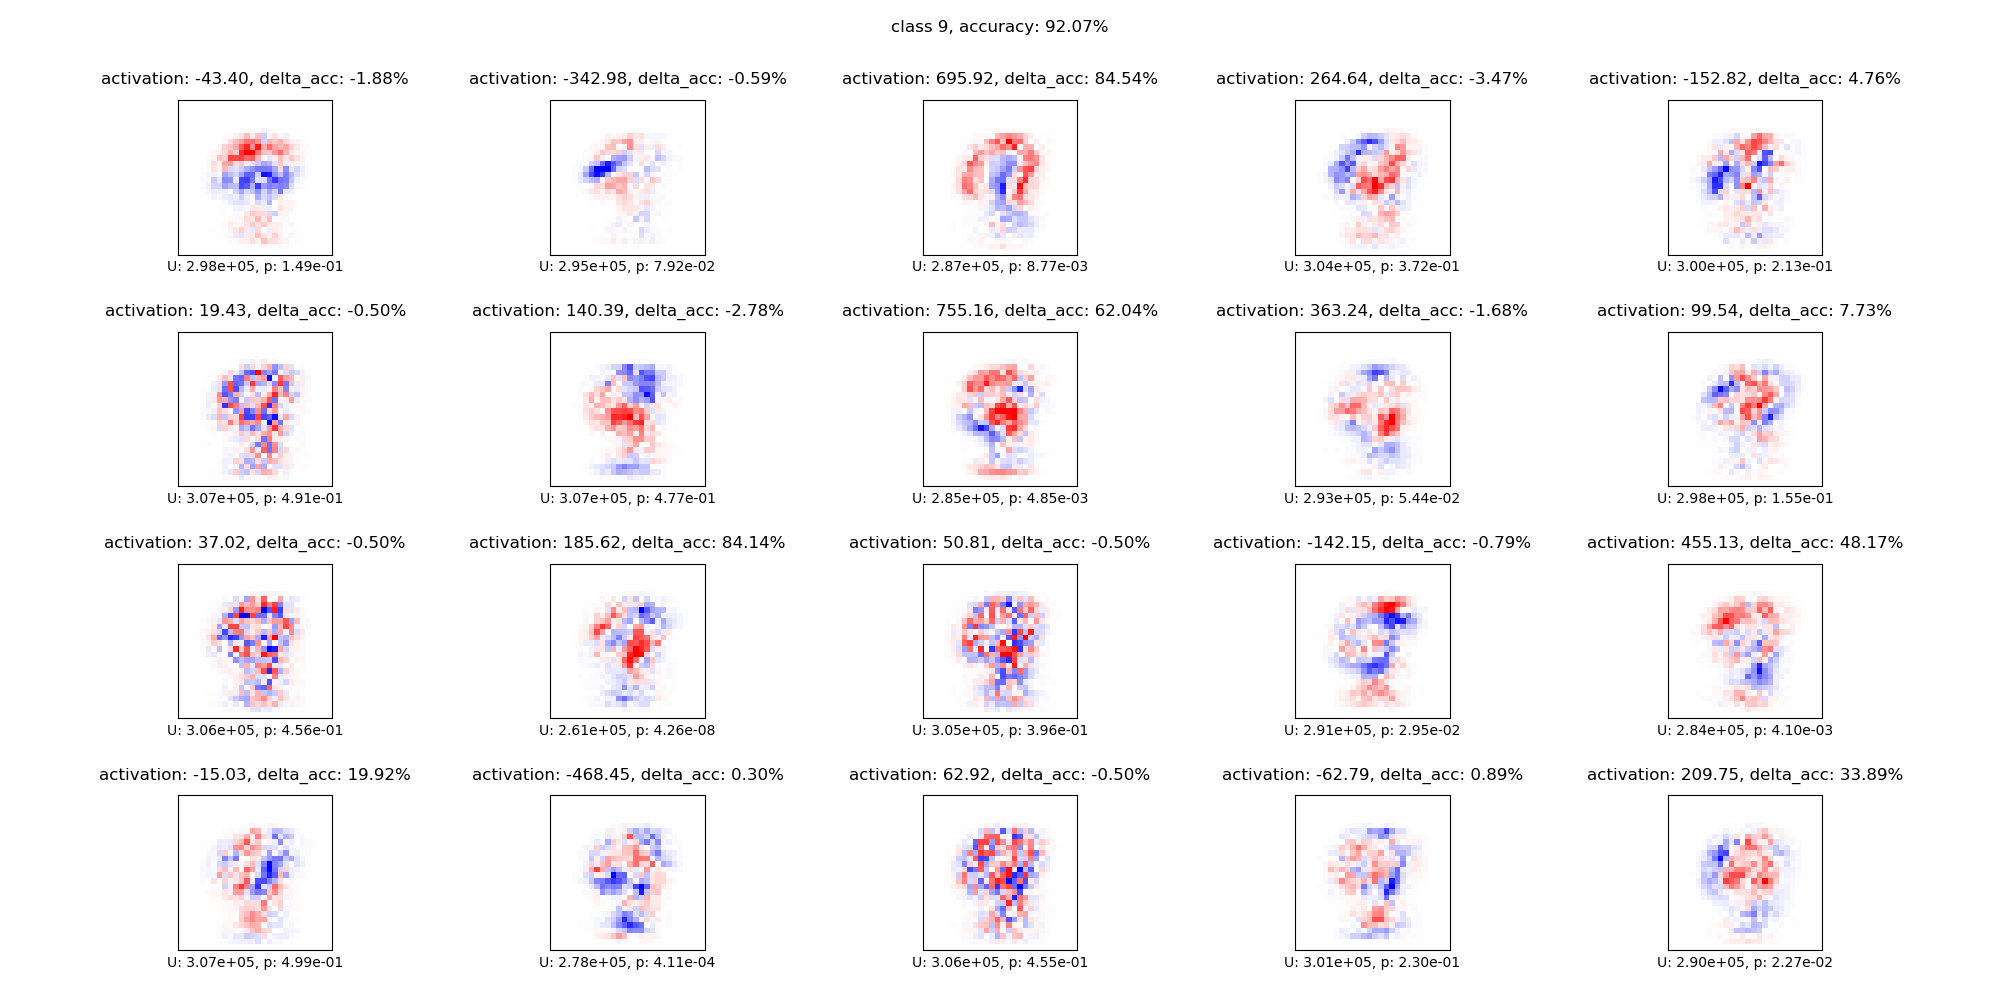 class 9, accuracy: 92.07%
activation: -43.40, delta_acc: -1.88%
activation: -342.98, delta_acc: -0.59%
activation: 695.92, delta_acc: 84.54%
activation: 264.64, delta_acc: -3.47%
activation: -152.82, delta_acc: 4.76%
U: 2.98e+05, p: 1.49e-01
U: 2.95e+05, p: 7.92e-02
U: 2.87e+05, p: 8.77e-03
U: 3.04e+05, p: 3.72e-01
U: 3.00e+05, p: 2.13e-01
activation: 19.43, delta_acc: -0.50%
activation: 140.39, delta_acc: -2.78%
activation: 755.16, delta_acc: 62.04%
activation: 363.24, delta_acc: -1.68%
activation: 99.54, delta_acc: 7.73%
U: 3.07e+05, p: 4.91e-01
U: 3.07e+05, p: 4.77e-01
U: 2.85e+05, p: 4.85e-03
U: 2.93e+05, p: 5.44e-02
U: 2.98e+05, p: 1.55e-01
activation: 37.02, delta_acc: -0.50%
activation: 185.62, delta_acc: 84.14%
activation: 50.81, delta_acc: -0.50%
activation: -142.15, delta_acc: -0.79%
activation: 455.13, delta_acc: 48.17%
U: 3.06e+05, p: 4.56e-01
U: 2.61e+05, p: 4.26e-08
U: 3.05e+05, p: 3.96e-01
U: 2.91e+05, p: 2.95e-02
U: 2.84e+05, p: 4.10e-03
activation: -15.03, delta_acc: 19.92%
activation: -468.45, delta_acc: 0.30%
activation: 62.92, delta_acc: -0.50%
activation: -62.79, delta_acc: 0.89%
activation: 209.75, delta_acc: 33.89%
U: 3.07e+05, p: 4.99e-01
U: 2.78e+05, p: 4.11e-04
U: 3.06e+05, p: 4.55e-01
U: 3.01e+05, p: 2.30e-01
U: 2.90e+05, p: 2.27e-02